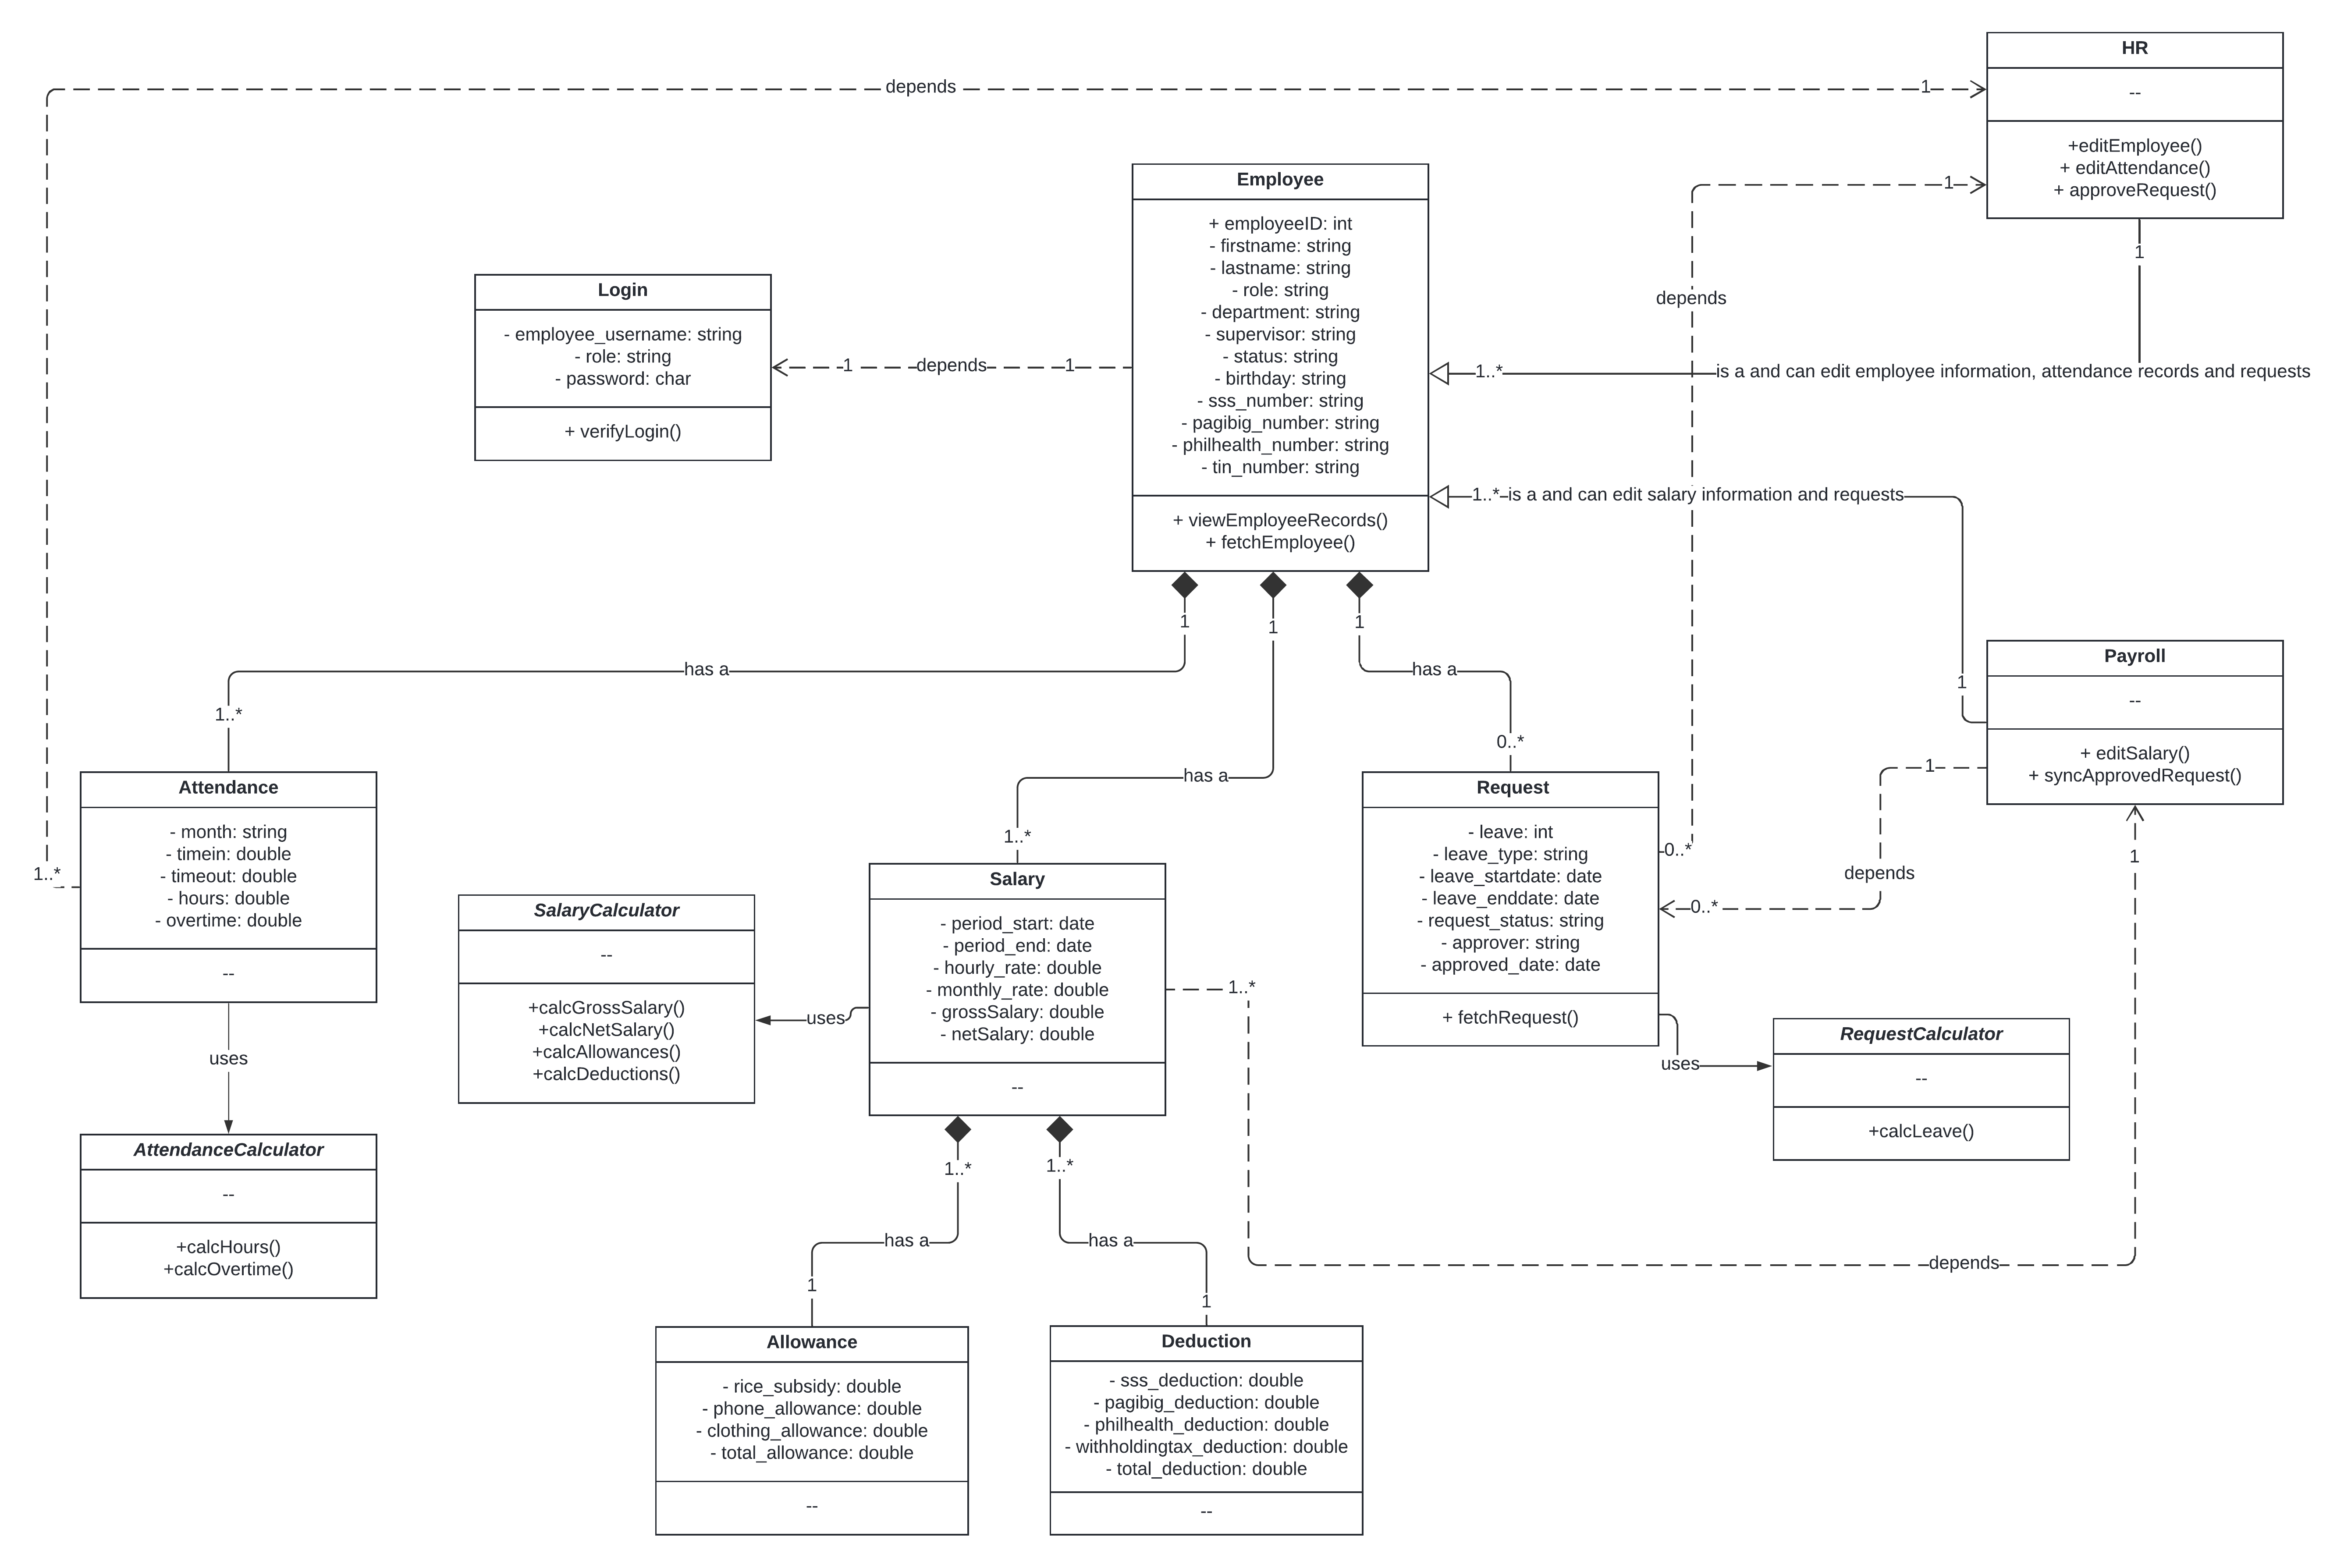 HR
--
+editEmployee()
+ editAttendance()
+ approveRequest()
depends
1
1
1
depends
is a and can edit employee information, attendance records and requests
1..*
Employee
+ employeeID: int
- firstname: string
- lastname: string
- role: string
- department: string
- supervisor: string
- status: string
- birthday: string
- sss_number: string
- pagibig_number: string
- philhealth_number: string
- tin_number: string
+ viewEmployeeRecords()
+ fetchEmployee()
Login
- employee_username: string
- role: string
- password: char
+ verifyLogin()
1
depends
1
1..*
is a and can edit salary information and requests
1
1
1
1
has a
has a
has a
1..*
1..*
0..*
Payroll
--
+ editSalary()
+ syncApprovedRequest()
1
depends
0..*
0..*
1
Attendance
- month: string
- timein: double
- timeout: double
- hours: double
- overtime: double
--
1..*
uses
AttendanceCalculator
--
+calcHours()
+calcOvertime()
SalaryCalculator
--
+calcGrossSalary()
+calcNetSalary()
+calcAllowances()
+calcDeductions()
uses
Salary
- period_start: date
- period_end: date
- hourly_rate: double
- monthly_rate: double
- grossSalary: double
- netSalary: double
--
1..*
Request
- leave: int
- leave_type: string
- leave_startdate: date
- leave_enddate: date
- request_status: string
- approver: string
- approved_date: date
+ fetchRequest()
uses
RequestCalculator
--
+calcLeave()
1..*
1..*
has a
has a
depends
1
1
Allowance
- rice_subsidy: double
- phone_allowance: double
- clothing_allowance: double
- total_allowance: double
--
Deduction
- sss_deduction: double
- pagibig_deduction: double
- philhealth_deduction: double
- withholdingtax_deduction: double
- total_deduction: double
--